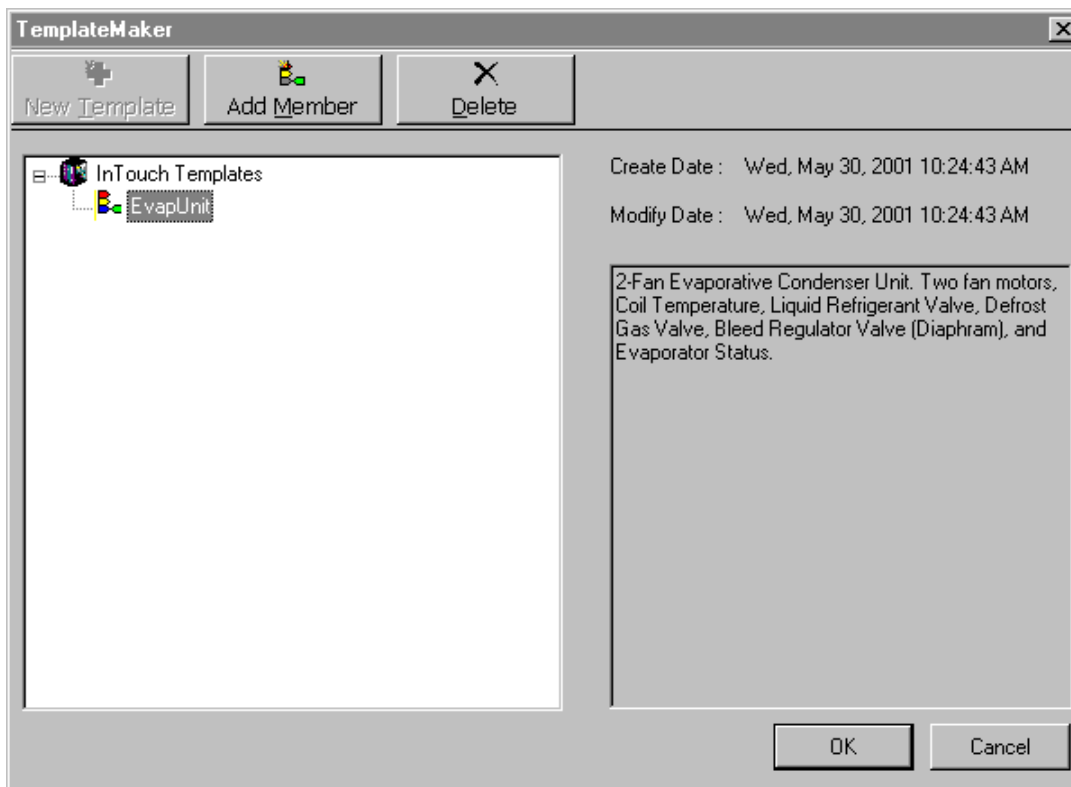 TemplateMaker
New Template
Add Member
Delete
InTouch Templates
EvapUnit
Create Date : Wed, May 30, 2001 10:24:43 AM
Modify Date : Wed, May 30, 2001 10:24:43 AM
2-Fan Evaporative Condenser Unit. Two fan motors,
Coil Temperature, Liquid Refrigerant Valve, Defrost
Gas Valve, Bleed Regulator Valve (Diaphram), and
Evaporator Status.
OK
Cancel